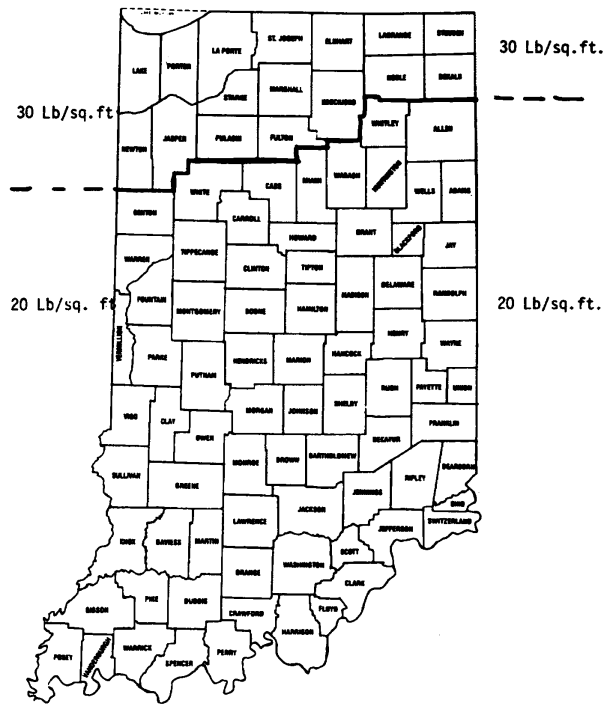 ST. JOSEPH
ELKHART
LAGRANGE
STEUBEN
30 Lb/sq.ft.
LA PORTE
LAKE
PORTER
NOBLE
DEKALB
STARKE
MARSHALL
KOSCIUSKO
30 Lb/sq.ft
WHITLEY
ALLEN
NEWTON
JASPER
PULASKI
FULTON
MIAMI
WABASH
HUNTINGTON
WELLS
ADAMS
WHITE
CASS
BENTON
CARROLL
HOWARD
GRANT
BLACKFORD
JAY
WARREN
TIPPECANOE
CLINTON
TIPTON
MADISON
DELAWARE
RANDOLPH
20 Lb/sq. ft
FOUNTAIN
MONTGOMERY
BOONE
HAMILTON
20 Lb/sq.ft.
HENRY
WAYNE
VERMILLION
PARKE
PUTNAM
HENDRICKS
MARION
HANCOCK
RUSH
FAYETTE
UNION
VIGO
CLAY
OWEN
MORGAN
JOHNSON
SHELBY
DECATUR
FRANKLIN
SULLIVAN
GREENE
MONROE
BROWN
BARTHOLOMEW
RIPLEY
DEARBORN
JENNINGS
OHIO
SWITZERLAND
JEFFERSON
KNOX
DAVIESS
MARTIN
LAWRENCE
JACKSON
SCOTT
ORANGE
WASHINGTON
CLARK
GIBSON
PIKE
DUBOIS
CRAWFORD
HARRISON
FLOYD
POSEY
VANDERBURGH
WARRICK
SPENCER
PERRY